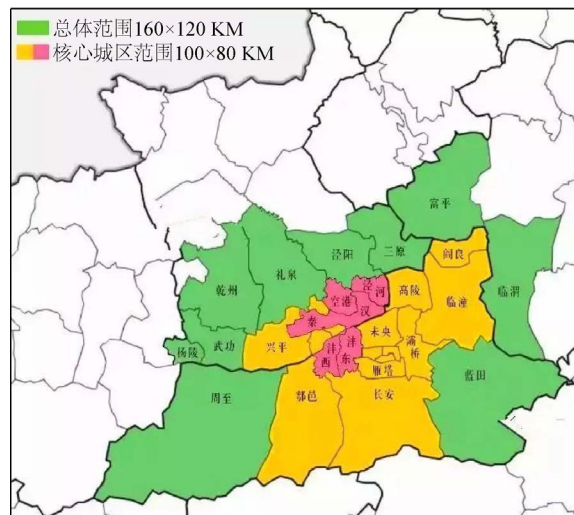 总体范围160×120 KM
核心城区范围100×80 KM
富平
泾阳
三原
阎良
乾州
礼泉
泾河
高陵
临潼
临渭
空港
秦汉
未央
兴平
武功
杨陵
沣西
沣东
灞桥
雁塔
蓝田
周至
鄠邑
长安